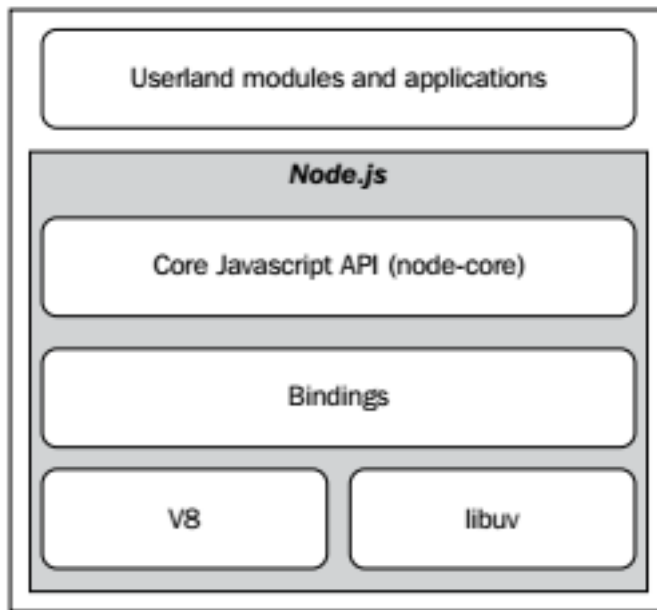 Userland modules and applications
Node.js
Core Javascript API (node-core)
Bindings
V8
libuv